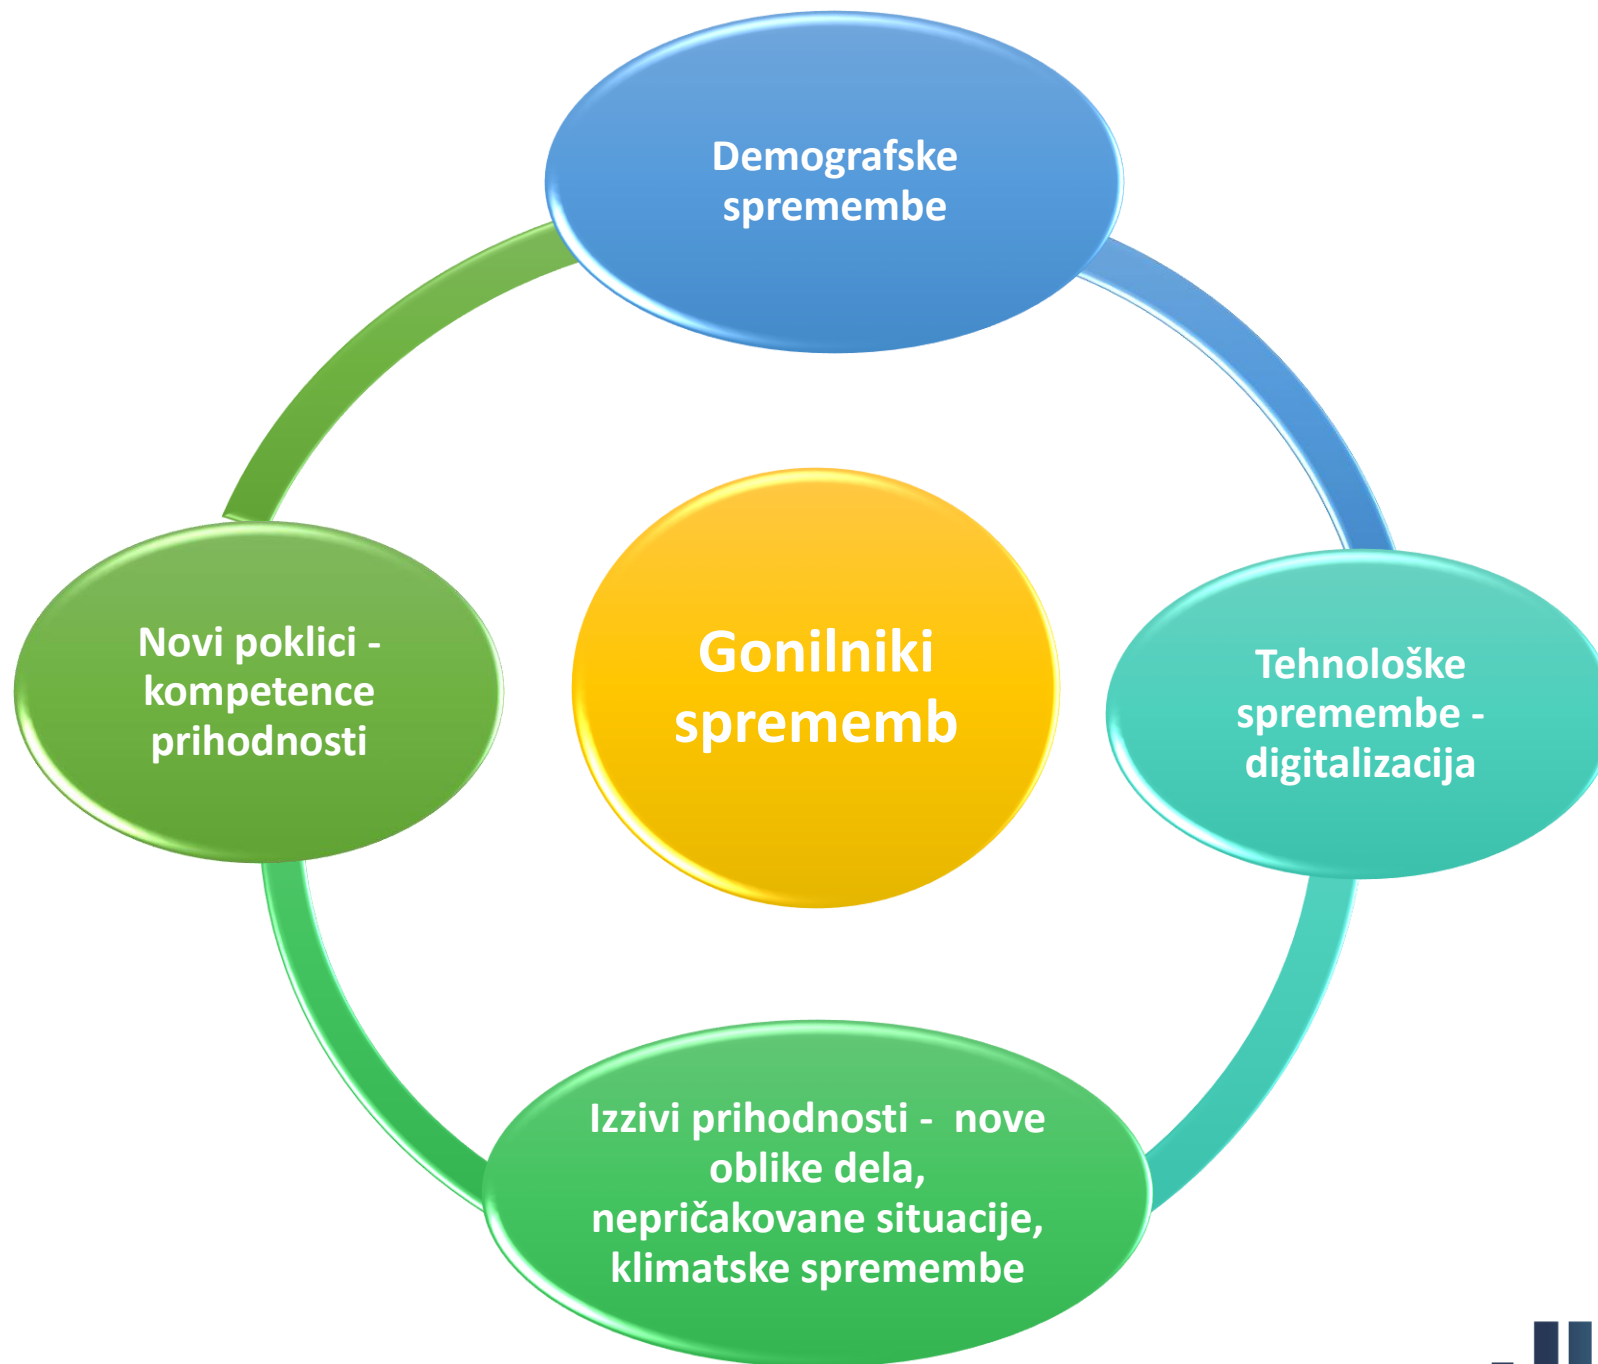 Demografske
spremembe
Gonilniki
sprememb
Novi poklici -
kompetence
prihodnosti
Tehnološke
spremembe -
digitalizacija
Izzivi prihodnosti -  nove
oblike dela,
nepričakovane situacije,
klimatske spremembe